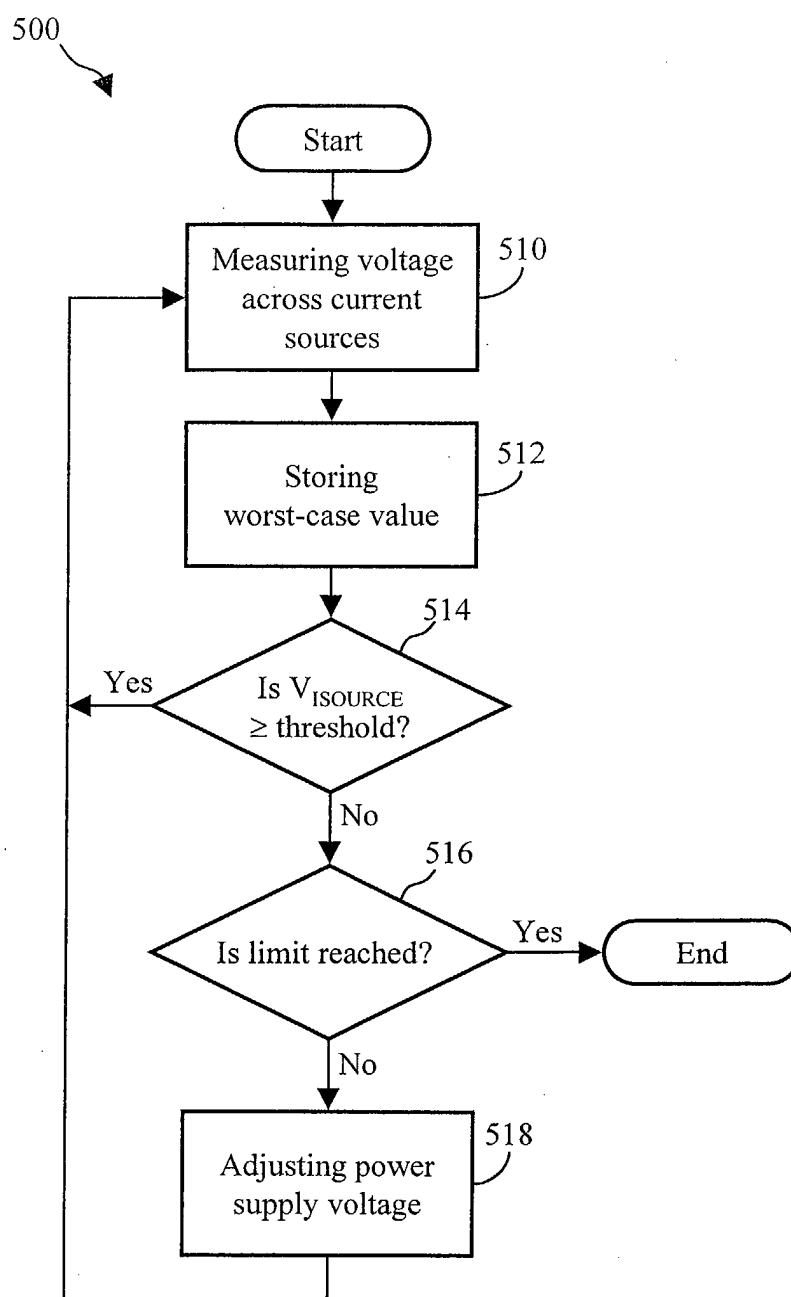 500
Start
Measuring voltage
across current
sources
510
Storing
worst-case value
512
514
Yes
Is V_ISOURCE
≥ threshold?
No
516
Is limit reached?
Yes
End
No
Adjusting power
supply voltage
518